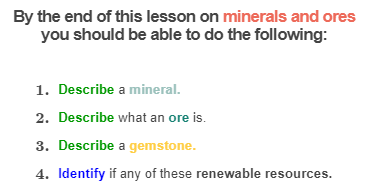 By the end of this lesson on minerals and ores
you should be able to do the following:
1. Describe a mineral.
2. Describe what an ore is.
3. Describe a gemstone.
4. Identify if any of these renewable resources.